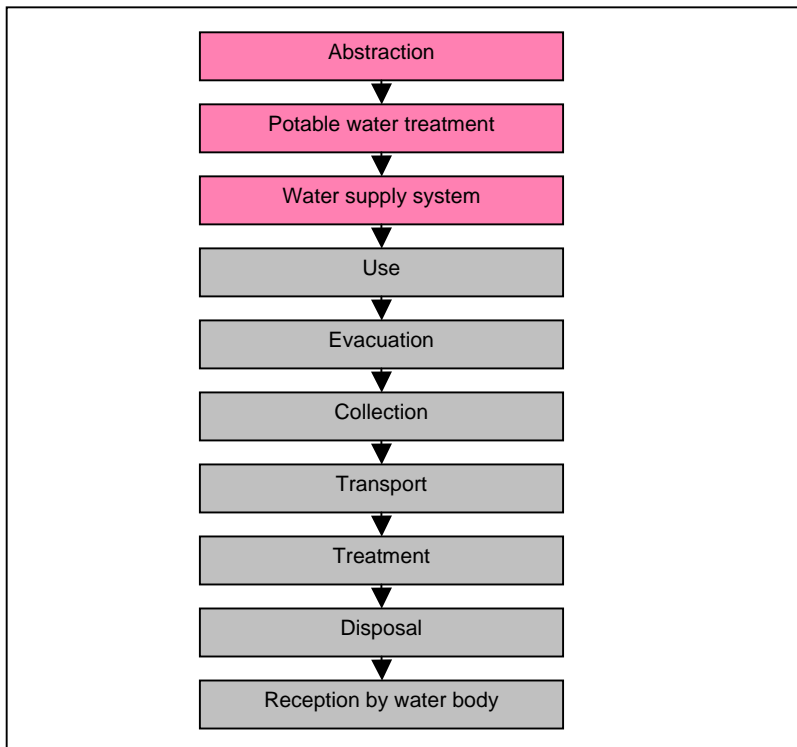 Abstraction
Potable water treatment
Water supply system
Use
Evacuation
Collection
Transport
Treatment
Disposal
Reception by water body